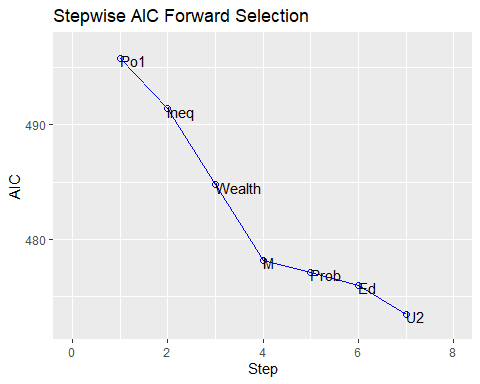 Stepwise AIC Forward Selection
Po1
Ineq
490
Wealth
AIC
480
M
Prob
Ed
U2
0
2
4
6
8
Step